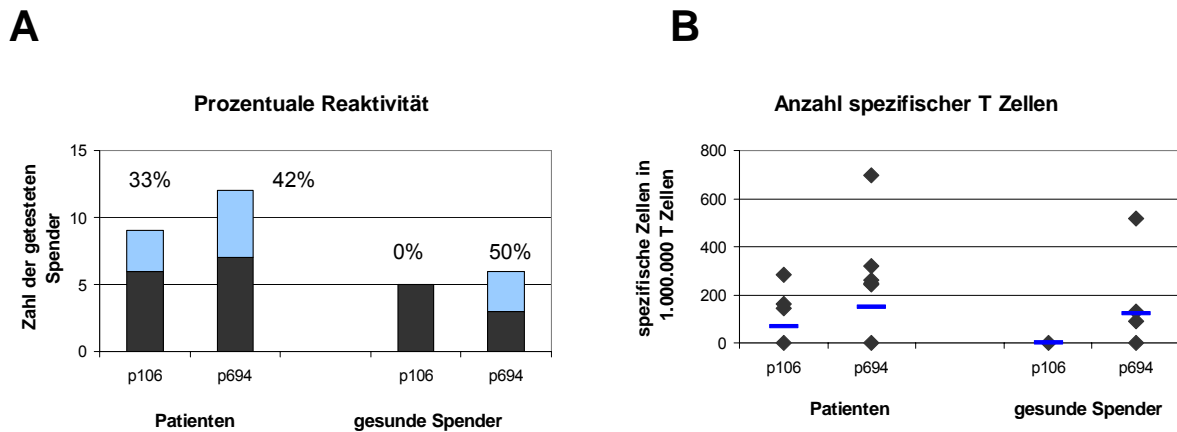 A
Prozentuale Reaktivität
Zahl der getesteten
Spender
15
10
5
0
33%
42%
0%
50%
p106
p694
p106
p694
Patienten
gesunde Spender
B
Anzahl spezifischer T Zellen
spezifische Zellen in
1.000.000 T Zellen
800
600
400
200
0
p106
p694
p106
p694
Patienten
gesunde Spender